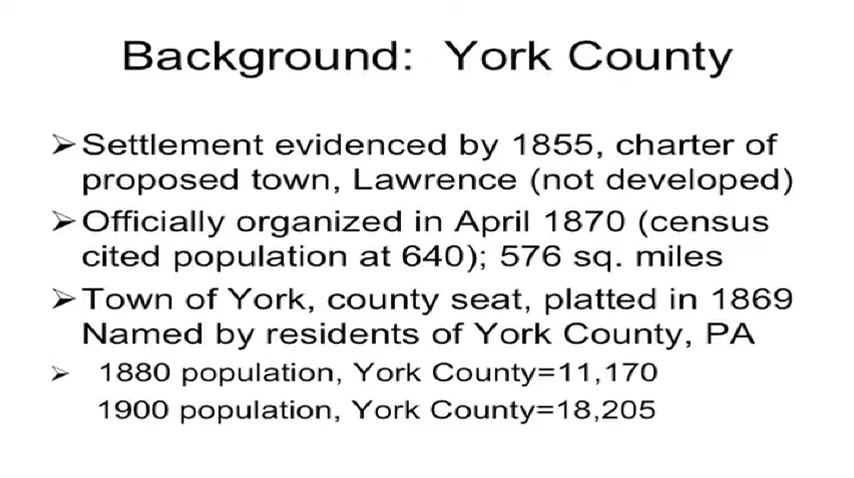 Background: York County
➢ Settlement evidenced by 1855, charter of
proposed town, Lawrence (not developed)
➢ Officially organized in April 1870 (census
cited population at 640); 576 sq. miles
➢ Town of York, county seat, platted in 1869
Named by residents of York County, PA
➢ 1880 population, York County=11,170
1900 population, York County=18,205